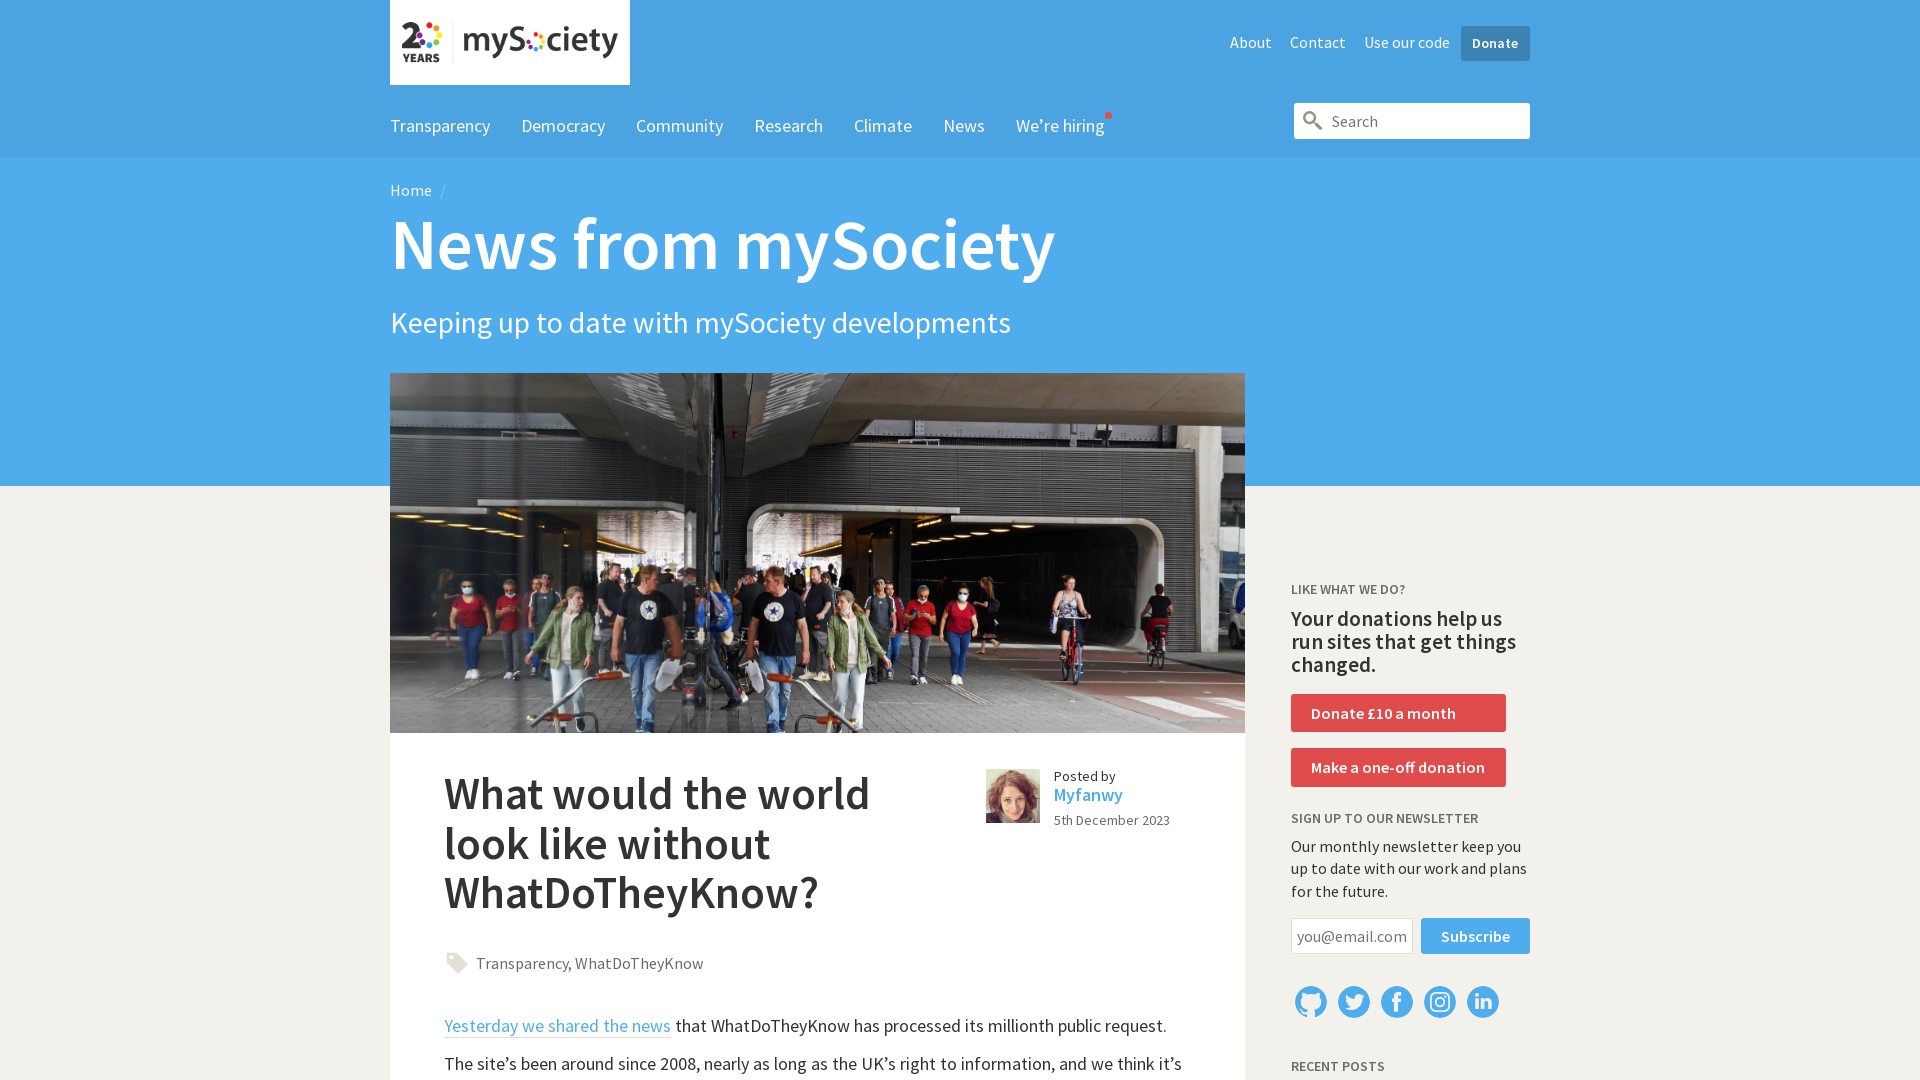 20 YEARS mySociety
About Contact Use our code Donate
Transparency Democracy Community Research Climate News We’re hiring
Search
Home /
News from mySociety
Keeping up to date with mySociety developments
What would the world
look like without
WhatDoTheyKnow?
Posted by
Myfanwy
5th December 2023
Transparency, WhatDoTheyKnow
Yesterday we shared the news that WhatDoTheyKnow has processed its millionth public request.
The site’s been around since 2008, nearly as long as the UK’s right to information, and we think it’s
LIKE WHAT WE DO?
Your donations help us
run sites that get things
changed.
Donate £10 a month
Make a one-off donation
SIGN UP TO OUR NEWSLETTER
Our monthly newsletter keep you
up to date with our work and plans
for the future.
you@email.com Subscribe
RECENT POSTS